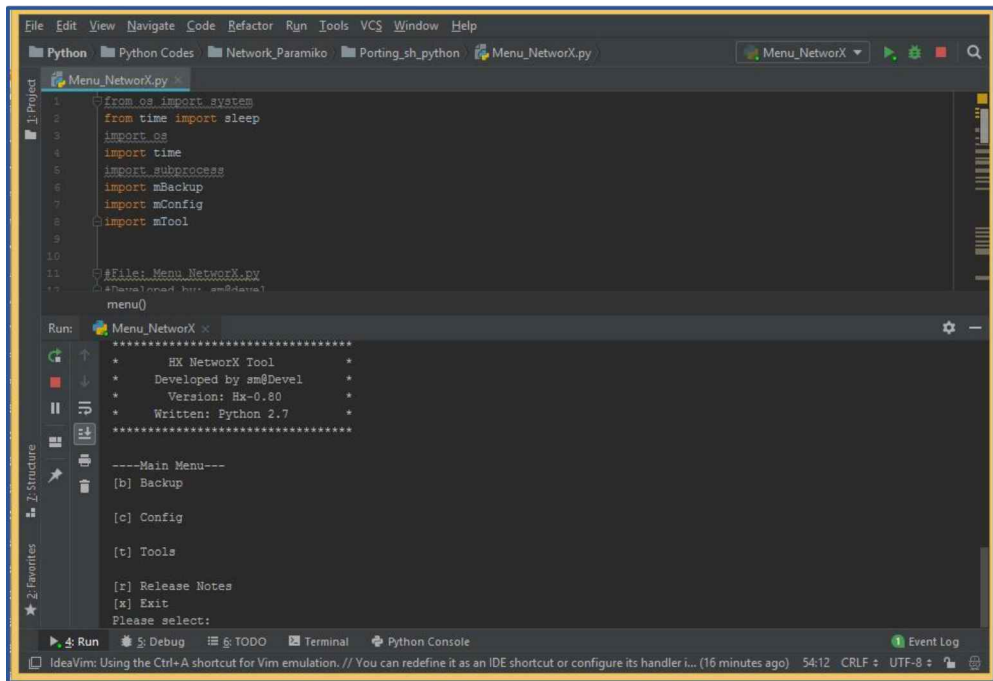 File Edit View Navigate Code Refactor Run Tools VCS Window Help
Python Python Codes Network_Paramiko Porting_sh_python Menu_NetworX.py Menu_NetworX
1: Project
Menu_NetworX.py
1 from os import system
2 from time import sleep
3 import os
4 import time
5 import subprocess
6 import mBackup
7 import mConfig
8 import mTool
9
10
11 #File: Menu_NetworX.py
12 #Developed by: sm@devel
menu()
Run: Menu_NetworX
**********************************
* HX NetworX Tool *
* Developed by sm@Devel *
* Version: Hx-0.80 *
* Written: Python 2.7 *
**********************************
----Main Menu---
[b] Backup
[c] Config
[t] Tools
[r] Release Notes
[x] Exit
Please select:
Z: Structure
2: Favorites
4: Run 5: Debug 6: TODO Terminal Python Console 1 Event Log
IdeaVim: Using the Ctrl+A shortcut for Vim emulation. // You can redefine it as an IDE shortcut or configure its handler i... (16 minutes ago) 54:12 CRLF UTF-8